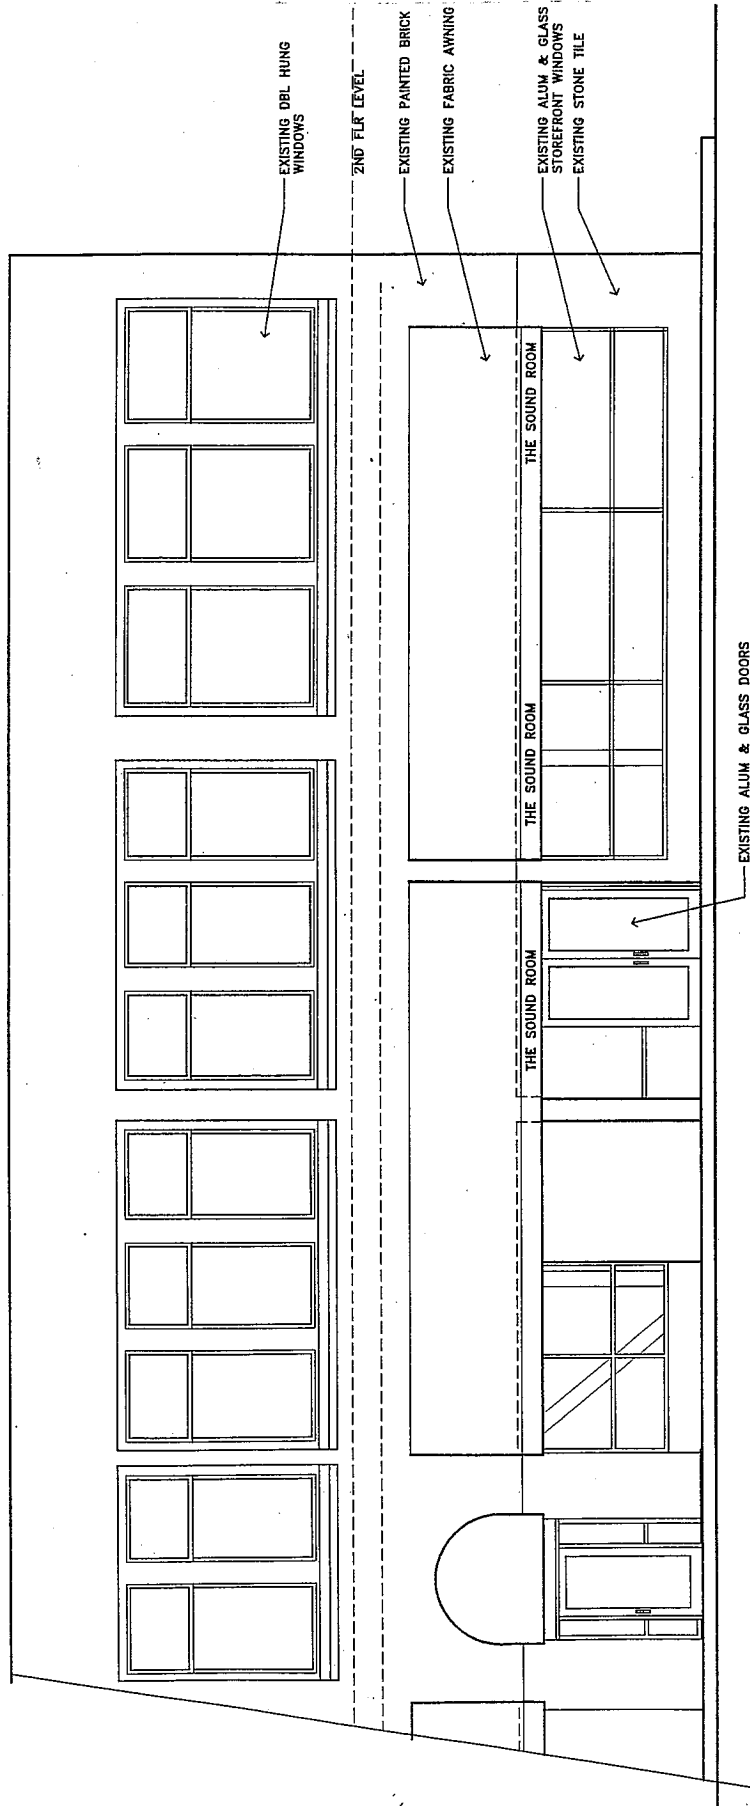 EXISTING DBL HUNG
WINDOWS
2ND FLR LEVEL
EXISTING PAINTED BRICK
EXISTING FABRIC AWNING
EXISTING ALUM & GLASS
STOREFRONT WINDOWS
EXISTING STONE TILE
THE SOUND ROOM
THE SOUND ROOM
THE SOUND ROOM
EXISTING ALUM & GLASS DOORS